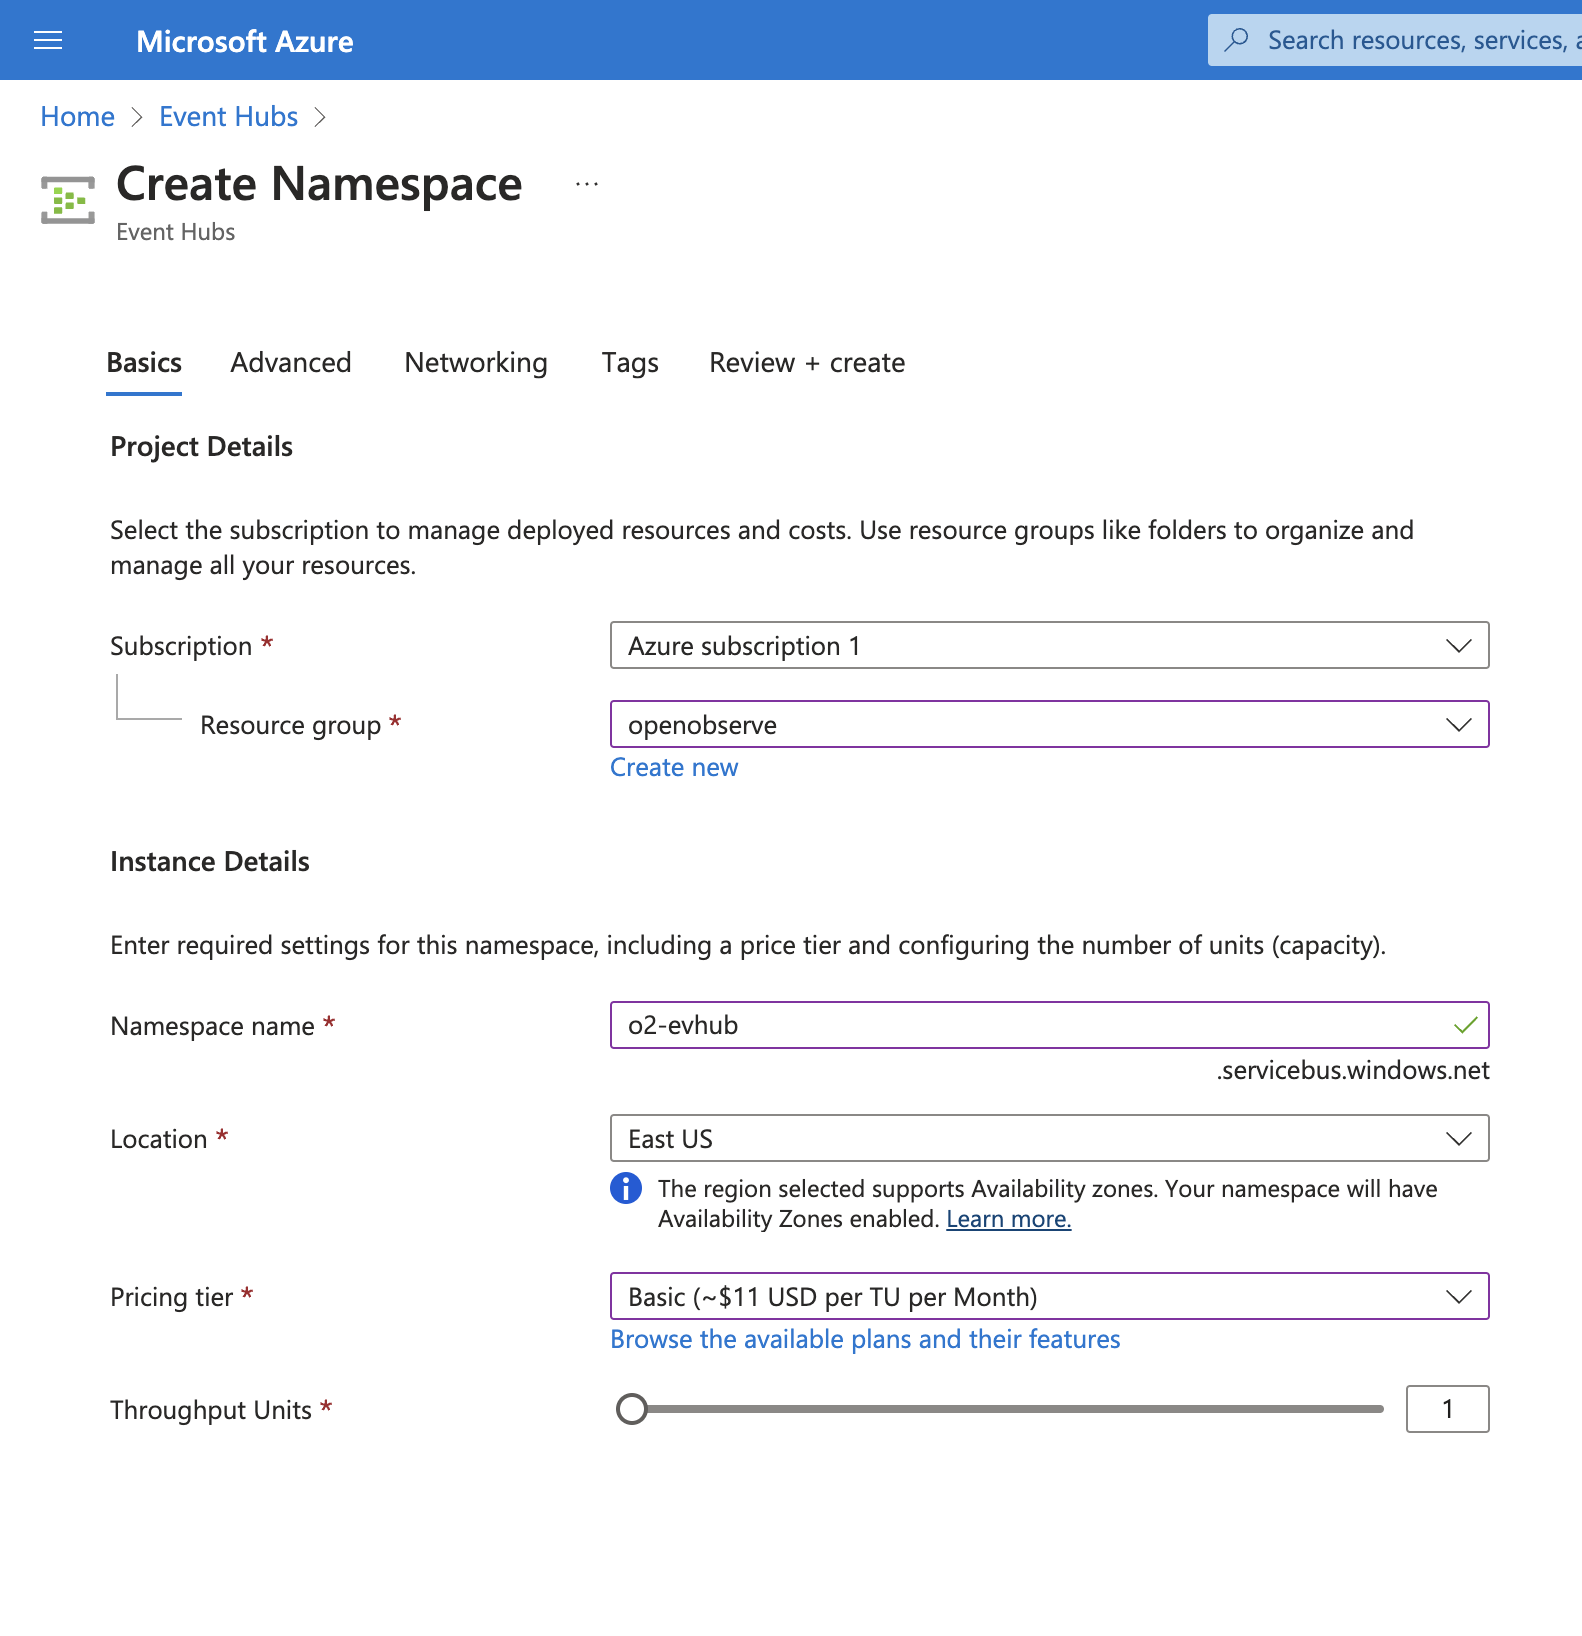 Microsoft Azure
Search resources, services, a
Home > Event Hubs >
Create Namespace ...
Event Hubs
Basics Advanced Networking Tags Review + create
Project Details
Select the subscription to manage deployed resources and costs. Use resource groups like folders to organize and
manage all your resources.
Subscription * Azure subscription 1
Resource group * openobserve
Create new
Instance Details
Enter required settings for this namespace, including a price tier and configuring the number of units (capacity).
Namespace name * o2-evhub
.servicebus.windows.net
Location * East US
The region selected supports Availability zones. Your namespace will have
Availability Zones enabled. Learn more.
Pricing tier * Basic (~$11 USD per TU per Month)
Browse the available plans and their features
Throughput Units * 1